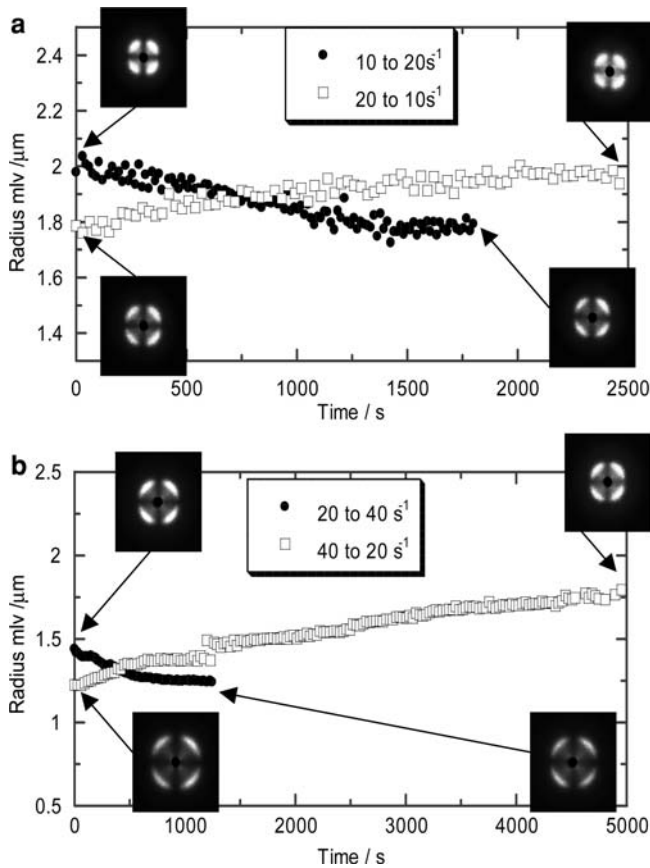 a
2.4
2.2
2
1.8
1.6
1.4
Radius mlv /µm
10 to 20s⁻¹
20 to 10s⁻¹
0 500 1000 1500 2000 2500
Time / s
b
2.5
2
1.5
1
0.5
Radius mlv /µm
20 to 40 s⁻¹
40 to 20 s⁻¹
0 1000 2000 3000 4000 5000
Time / s